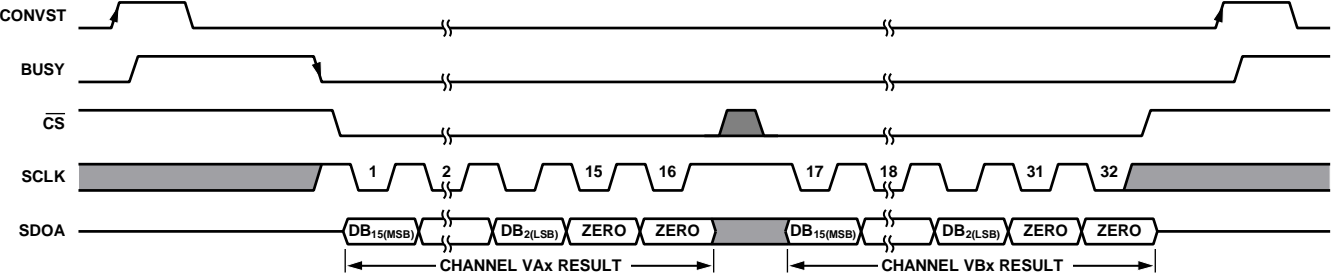 CONVST
BUSY
CS
SCLK 1 2 15 16 17 18 31 32
SDOA DB15(MSB) DB2(LSB) ZERO ZERO DB15(MSB) DB2(LSB) ZERO ZERO
CHANNEL VAx RESULT CHANNEL VBx RESULT